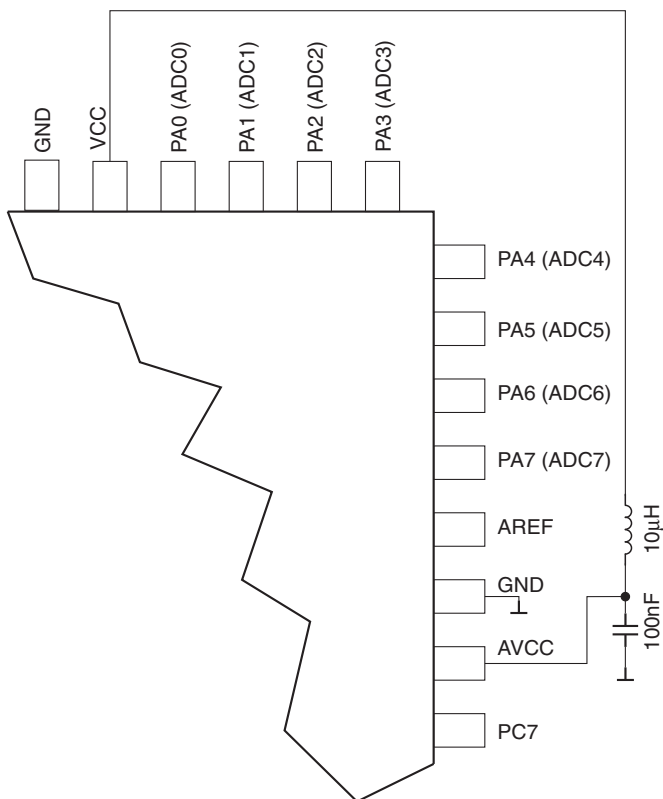 GND
VCC
PA0 (ADC0)
PA1 (ADC1)
PA2 (ADC2)
PA3 (ADC3)
PA4 (ADC4)
PA5 (ADC5)
PA6 (ADC6)
PA7 (ADC7)
AREF
GND
AVCC
PC7
10μH
100nF